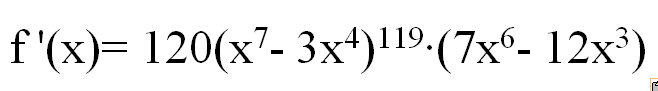 f '(x)= 120(x⁷- 3x⁴)¹¹⁹·(7x⁶- 12x³)